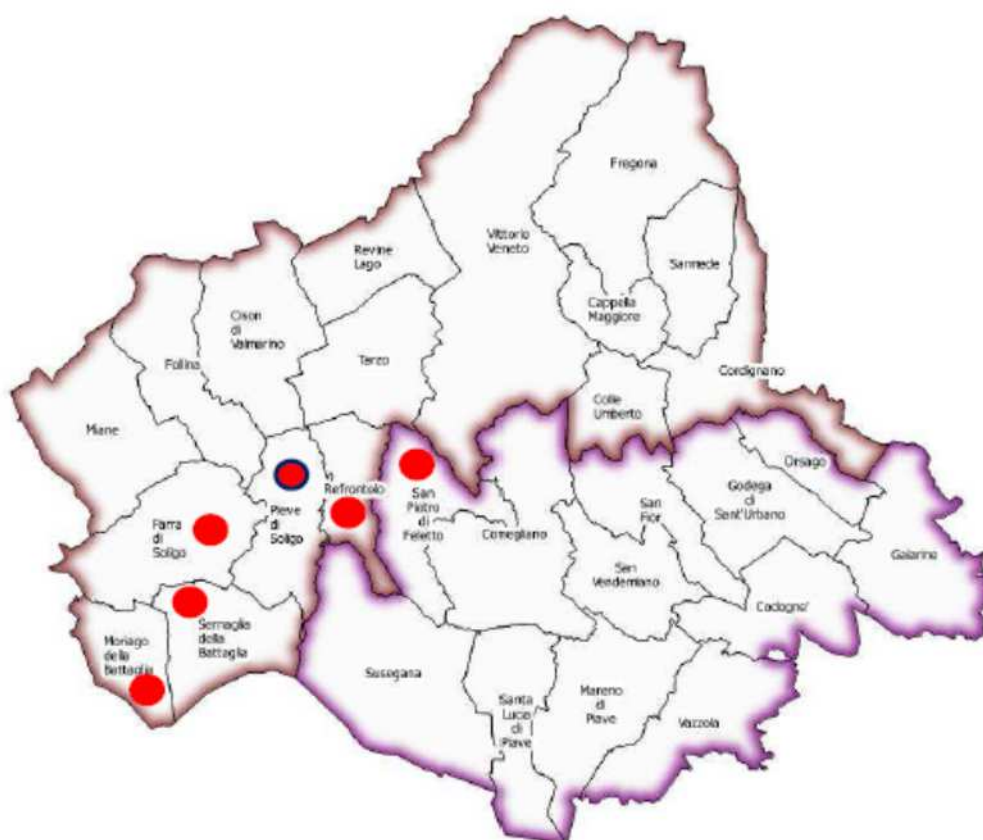 Fregona
Vittorio
Veneto
Revine
Lago
Sarmede
Cappella
Maggiore
Cison
di
Valmarino
Tarzo
Follina
Cordignano
Colle
Umberto
Miane
Orsago
Godega
di
Sant'Urbano
Refrontolo
San
Pietro
di
Feletto
Pieve
di
Soligo
San
Fior
Farra
di
Soligo
Conegliano
Gaiarine
San
Vendemiano
Codogne'
Sernaglia
della
Battaglia
Moriago
della
Battaglia
Susegana
Santa
Lucia
di
Piave
Mareno
di
Piave
Vazzola